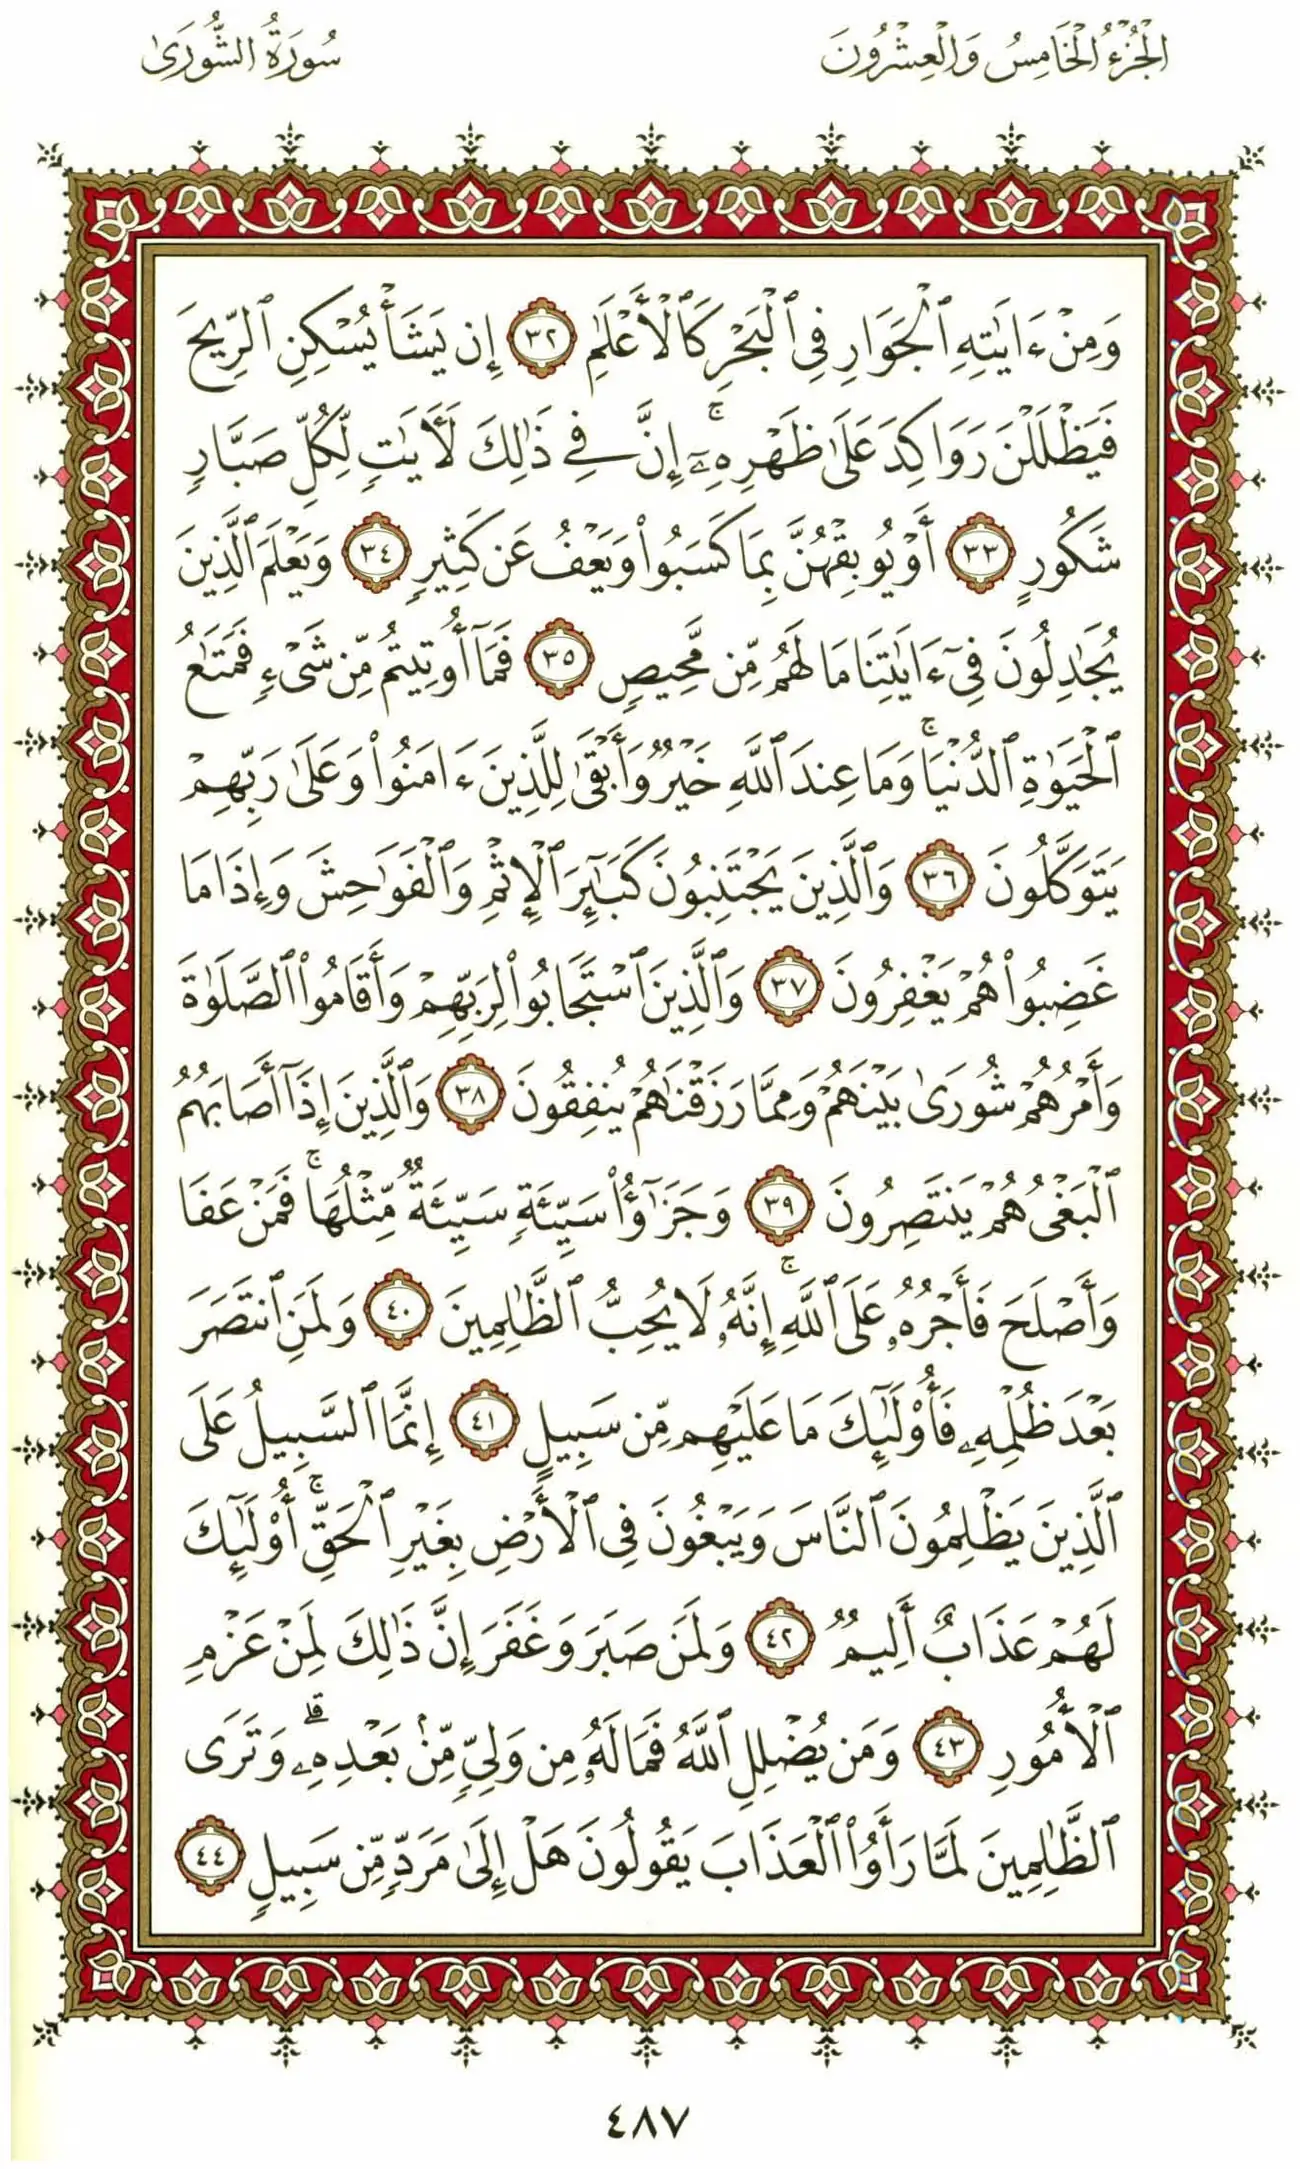 الجزء الخامس والعشرون
سورة الشورى
وَمِنْ ءَايَٰتِهِ ٱلْجَوَارِ فِى ٱلْبَحْرِ كَٱلْأَعْلَٰمِ ٣٢ إِن يَشَأْ يُسْكِنِ ٱلرِّيحَ
فَيَظْلَلْنَ رَوَاكِدَ عَلَىٰ ظَهْرِهِۦٓ ۚ إِنَّ فِى ذَٰلِكَ لَأَيَٰتٍ لِّكُلِّ صَبَّارٍ
شَكُورٍ ٣٣ أَوْ يُوبِقْهُنَّ بِمَا كَسَبُوا۟ وَيَعْفُ عَن كَثِيرٍ ٣٤ وَيَعْلَمَ ٱلَّذِينَ
يُجَٰدِلُونَ فِىٓ ءَايَٰتِنَا مَا لَهُم مِّن مَّحِيصٍ ٣٥ فَمَآ أُوتِيتُم مِّن شَىْءٍ فَمَتَٰعُ
ٱلْحَيَوٰةِ ٱلدُّنْيَا ۚ وَمَا عِندَ ٱللَّهِ خَيْرٌ وَأَبْقَىٰ لِلَّذِينَ ءَامَنُوا۟ وَعَلَىٰ رَبِّهِمْ
يَتَوَكَّلُونَ ٣٦ وَٱلَّذِينَ يَجْتَنِبُونَ كَبَٰٓئِرَ ٱلْإِثْمِ وَٱلْفَوَٰحِشَ وَإِذَا مَا
غَضِبُوا۟ هُمْ يَغْفِرُونَ ٣٧ وَٱلَّذِينَ ٱسْتَجَابُوا۟ لِرَبِّهِمْ وَأَقَامُوا۟ ٱلصَّلَوٰةَ
وَأَمْرُهُمْ شُورَىٰ بَيْنَهُمْ وَمِمَّا رَزَقْنَٰهُمْ يُنفِقُونَ ٣٨ وَٱلَّذِينَ إِذَآ أَصَابَهُمُ
ٱلْبَغْىُ هُمْ يَنتَصِرُونَ ٣٩ وَجَزَٰٓؤُا۟ سَيِّئَةٍ سَيِّئَةٌ مِّثْلُهَا ۖ فَمَنْ عَفَا
وَأَصْلَحَ فَأَجْرُهُۥ عَلَى ٱللَّهِ ۚ إِنَّهُۥ لَا يُحِبُّ ٱلظَّٰلِمِينَ ٤٠ وَلَمَنِ ٱنتَصَرَ
بَعْدَ ظُلْمِهِۦ فَأُو۟لَٰٓئِكَ مَا عَلَيْهِم مِّن سَبِيلٍ ٤١ إِنَّمَا ٱلسَّبِيلُ عَلَى
ٱلَّذِينَ يَظْلِمُونَ ٱلنَّاسَ وَيَبْغُونَ فِى ٱلْأَرْضِ بِغَيْرِ ٱلْحَقِّ ۚ أُو۟لَٰٓئِكَ
لَهُمْ عَذَابٌ أَلِيمٌ ٤٢ وَلَمَن صَبَرَ وَغَفَرَ إِنَّ ذَٰلِكَ لَمِنْ عَزْمِ
ٱلْأُمُورِ ٤٣ وَمَن يُضْلِلِ ٱللَّهُ فَمَا لَهُۥ مِن وَلِىٍّ مِّنۢ بَعْدِهِۦ ۗ وَتَرَى
ٱلظَّٰلِمِينَ لَمَّا رَأَوُا۟ ٱلْعَذَابَ يَقُولُونَ هَلْ إِلَىٰ مَرَدٍّ مِّن سَبِيلٍ ٤٤
٤٨٧